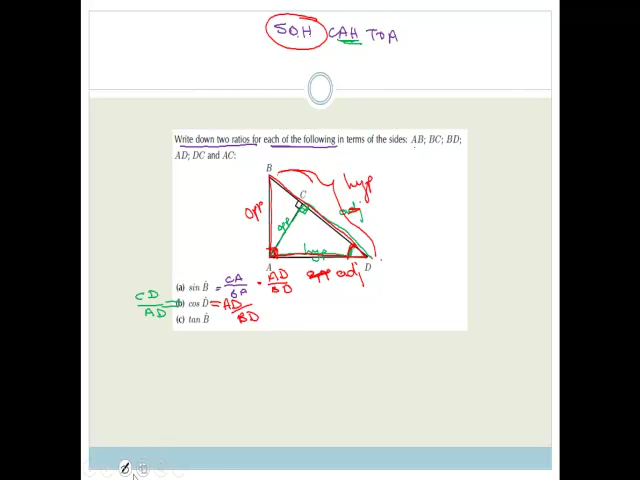 SOH CAH TOA
Write down two ratios for each of the following in terms of the sides: AB; BC; BD;
AD; DC and AC:
B
hyp
C
opp
adj
opp
hyp
A
D
opp adj
(a) sin B̂ = CA/BA = AD/BD
CD/AD = (b) cos D̂ = AD/BD
(c) tan B̂